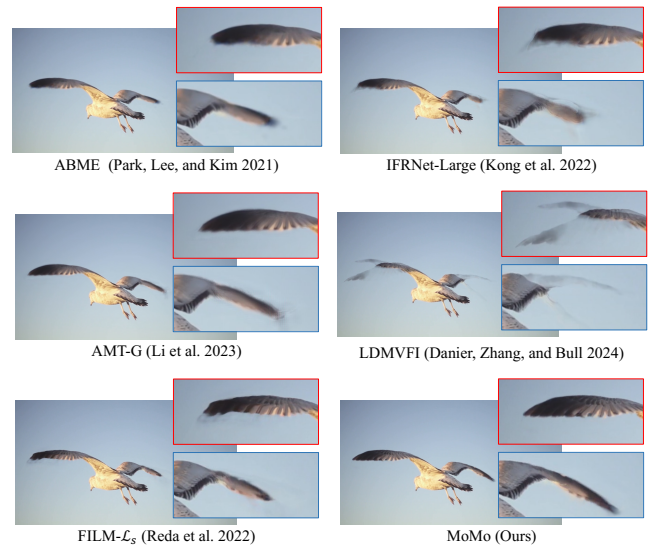 ABME (Park, Lee, and Kim 2021)
IFRNet-Large (Kong et al. 2022)
AMT-G (Li et al. 2023)
LDMVFI (Danier, Zhang, and Bull 2024)
FILM-ℒₛ (Reda et al. 2022)
MoMo (Ours)